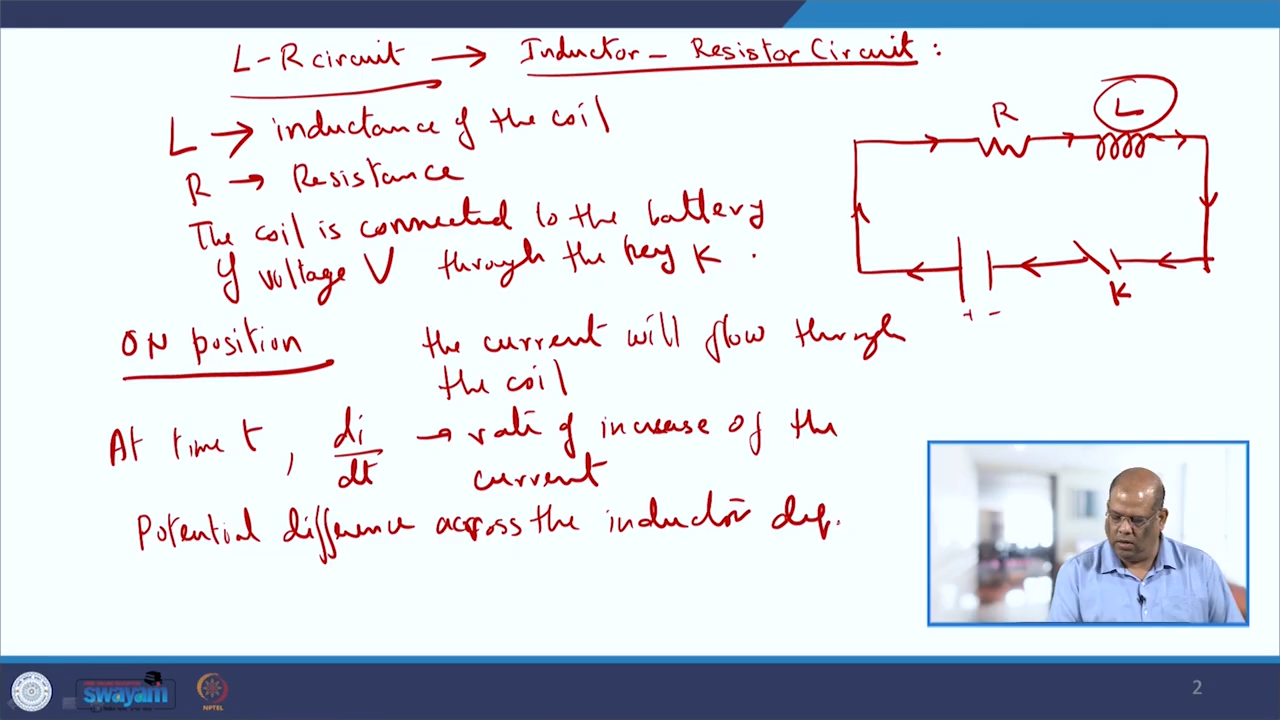 L-R circuit → Inductor - Resistor Circuit :
L → inductance of the coil
R → Resistance
The coil is connected to the battery
of voltage V through the key K .
R
L
K
+ -
ON position
the current will flow through
the coil
At time t , di/dt → rate of increase of the
current
Potential difference across the inductor dep.
swayam
NPTEL
2